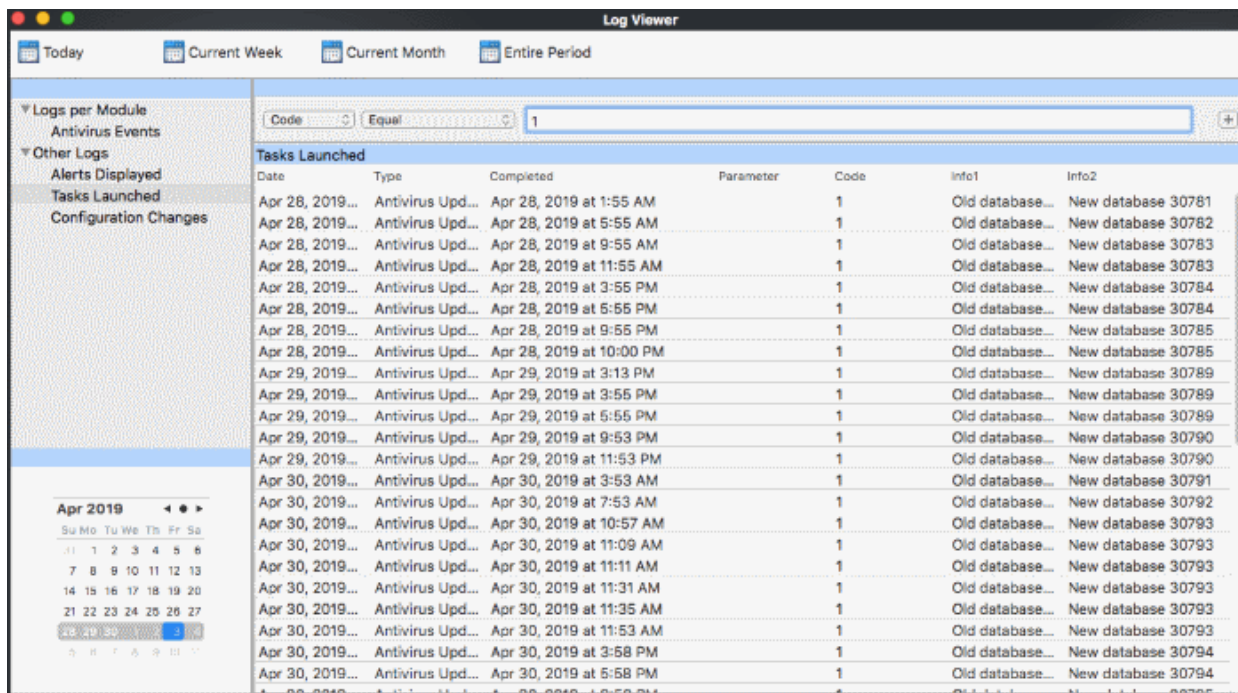 Log Viewer
Today Current Week Current Month Entire Period
Logs per Module
Antivirus Events
Other Logs
Alerts Displayed
Tasks Launched
Configuration Changes
Code Equal 1
Tasks Launched
Date Type Completed Parameter Code Info1 Info2
Apr 28, 2019... Antivirus Upd... Apr 28, 2019 at 1:55 AM 1 Old database... New database 30781
Apr 28, 2019... Antivirus Upd... Apr 28, 2019 at 5:55 AM 1 Old database... New database 30782
Apr 28, 2019... Antivirus Upd... Apr 28, 2019 at 9:55 AM 1 Old database... New database 30783
Apr 28, 2019... Antivirus Upd... Apr 28, 2019 at 11:55 AM 1 Old database... New database 30783
Apr 28, 2019... Antivirus Upd... Apr 28, 2019 at 3:55 PM 1 Old database... New database 30784
Apr 28, 2019... Antivirus Upd... Apr 28, 2019 at 5:55 PM 1 Old database... New database 30784
Apr 28, 2019... Antivirus Upd... Apr 28, 2019 at 9:55 PM 1 Old database... New database 30785
Apr 28, 2019... Antivirus Upd... Apr 28, 2019 at 10:00 PM 1 Old database... New database 30785
Apr 29, 2019... Antivirus Upd... Apr 29, 2019 at 3:13 PM 1 Old database... New database 30789
Apr 29, 2019... Antivirus Upd... Apr 29, 2019 at 3:55 PM 1 Old database... New database 30789
Apr 29, 2019... Antivirus Upd... Apr 29, 2019 at 5:55 PM 1 Old database... New database 30789
Apr 29, 2019... Antivirus Upd... Apr 29, 2019 at 9:53 PM 1 Old database... New database 30790
Apr 29, 2019... Antivirus Upd... Apr 29, 2019 at 11:53 PM 1 Old database... New database 30790
Apr 30, 2019... Antivirus Upd... Apr 30, 2019 at 3:53 AM 1 Old database... New database 30791
Apr 30, 2019... Antivirus Upd... Apr 30, 2019 at 7:53 AM 1 Old database... New database 30792
Apr 30, 2019... Antivirus Upd... Apr 30, 2019 at 10:57 AM 1 Old database... New database 30793
Apr 30, 2019... Antivirus Upd... Apr 30, 2019 at 11:09 AM 1 Old database... New database 30793
Apr 30, 2019... Antivirus Upd... Apr 30, 2019 at 11:11 AM 1 Old database... New database 30793
Apr 30, 2019... Antivirus Upd... Apr 30, 2019 at 11:31 AM 1 Old database... New database 30793
Apr 30, 2019... Antivirus Upd... Apr 30, 2019 at 11:35 AM 1 Old database... New database 30793
Apr 30, 2019... Antivirus Upd... Apr 30, 2019 at 11:53 AM 1 Old database... New database 30793
Apr 30, 2019... Antivirus Upd... Apr 30, 2019 at 3:58 PM 1 Old database... New database 30794
Apr 30, 2019... Antivirus Upd... Apr 30, 2019 at 5:58 PM 1 Old database... New database 30794
Apr 2019
Su Mo Tu We Th Fr Sa
31 1 2 3 4 5 6
7 8 9 10 11 12 13
14 15 16 17 18 19 20
21 22 23 24 25 26 27
28 29 30 1 2 3 4